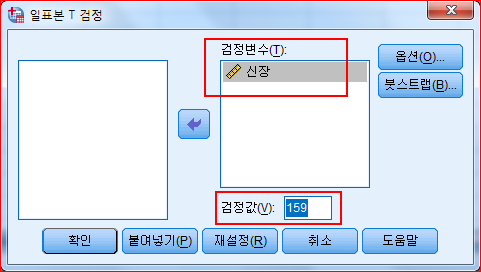 일표본 T 검정
검정변수(T):
신장
옵션(O)...
붓스트랩(B)...
검정값(V): 159
확인 붙여넣기(P) 재설정(R) 취소 도움말